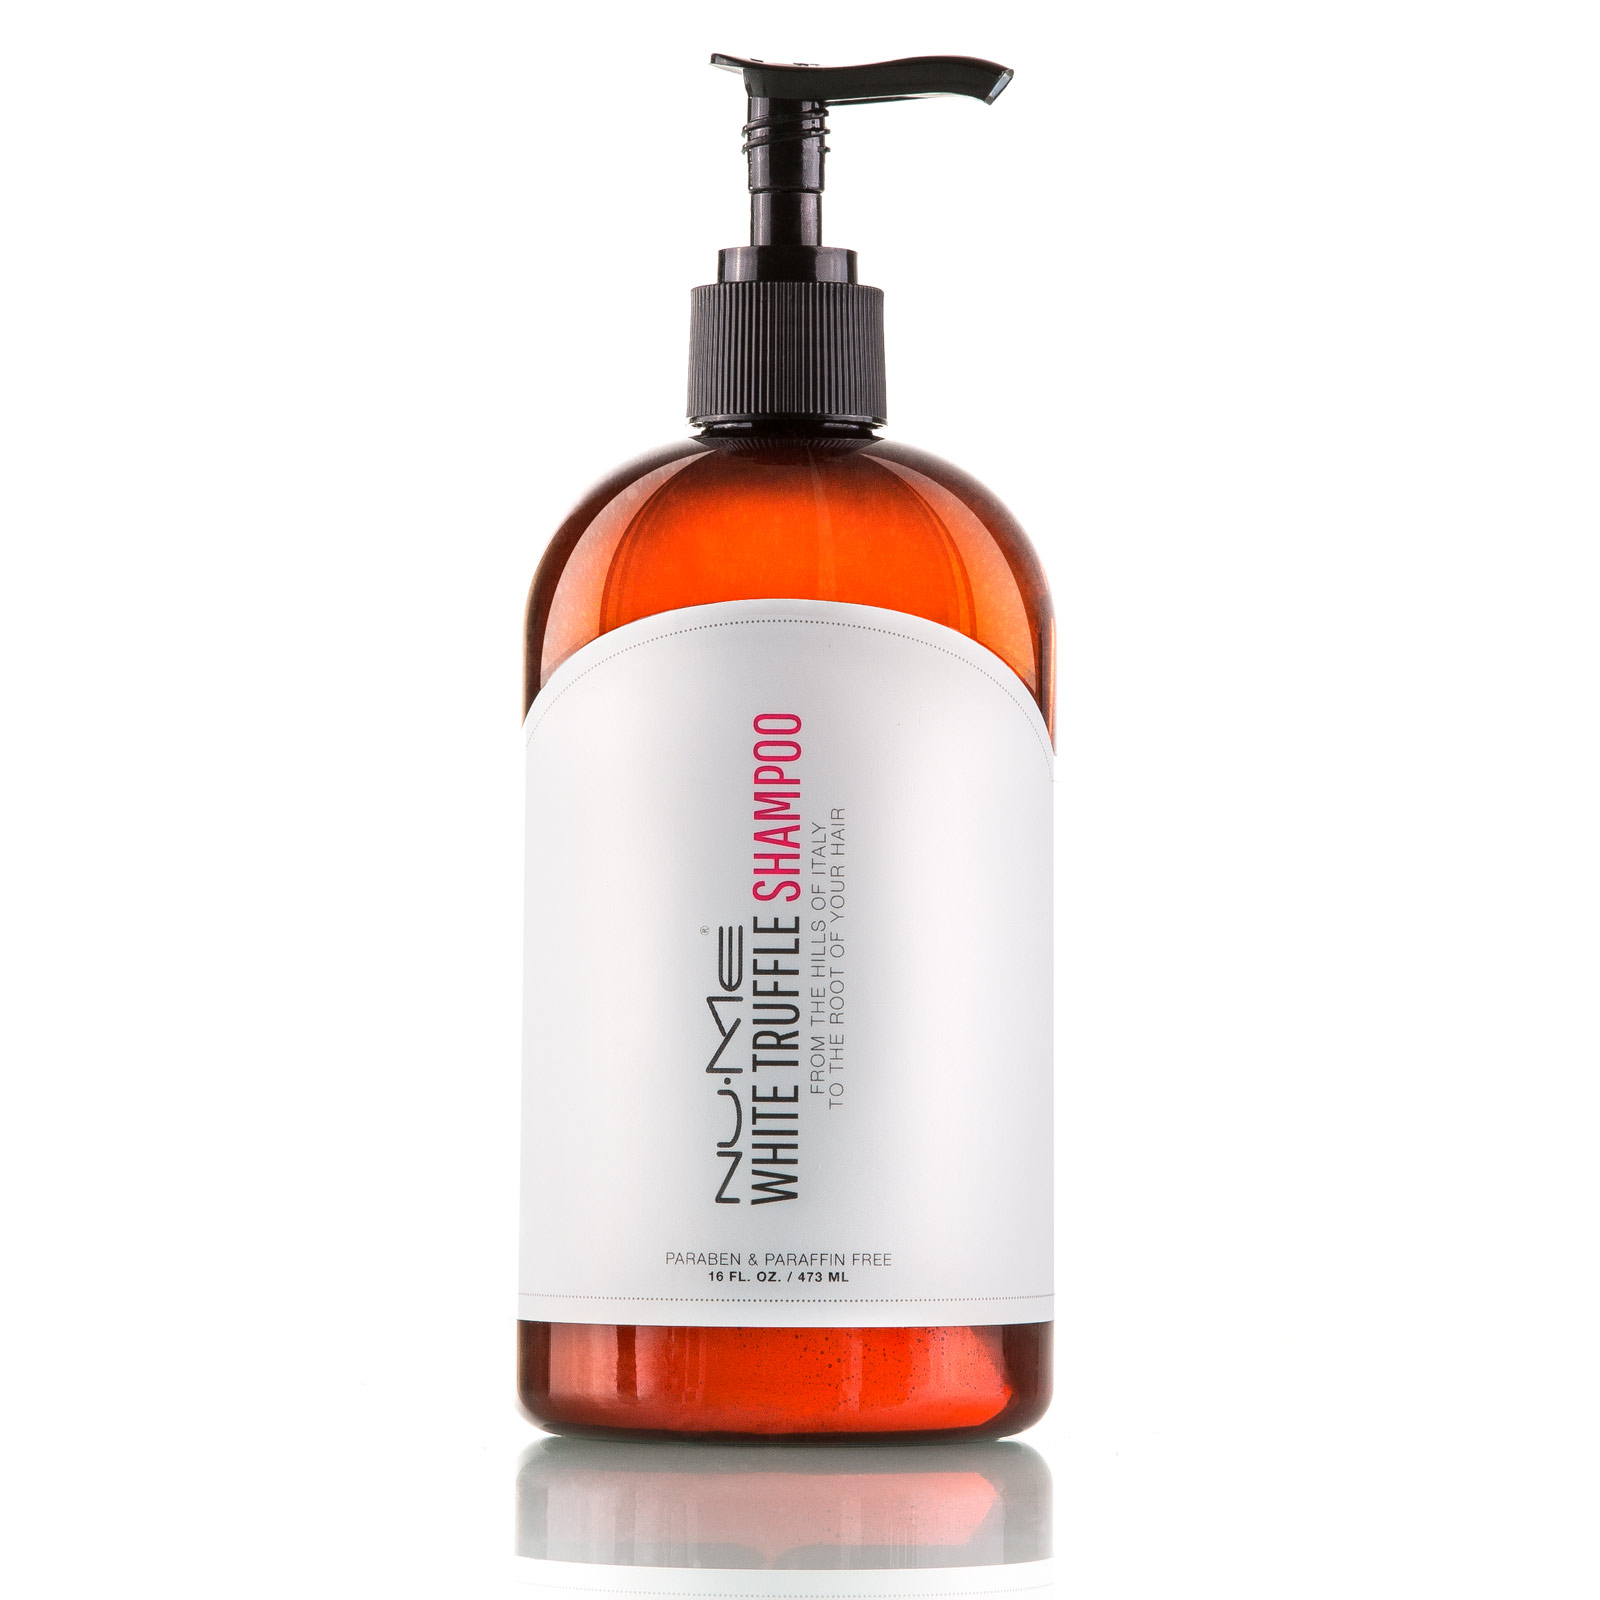 NU.ME®
WHITE TRUFFLE SHAMPOO
FROM THE HILLS OF ITALY
TO THE ROOT OF YOUR HAIR
PARABEN & PARAFFIN FREE
16 FL. OZ. / 473 ML